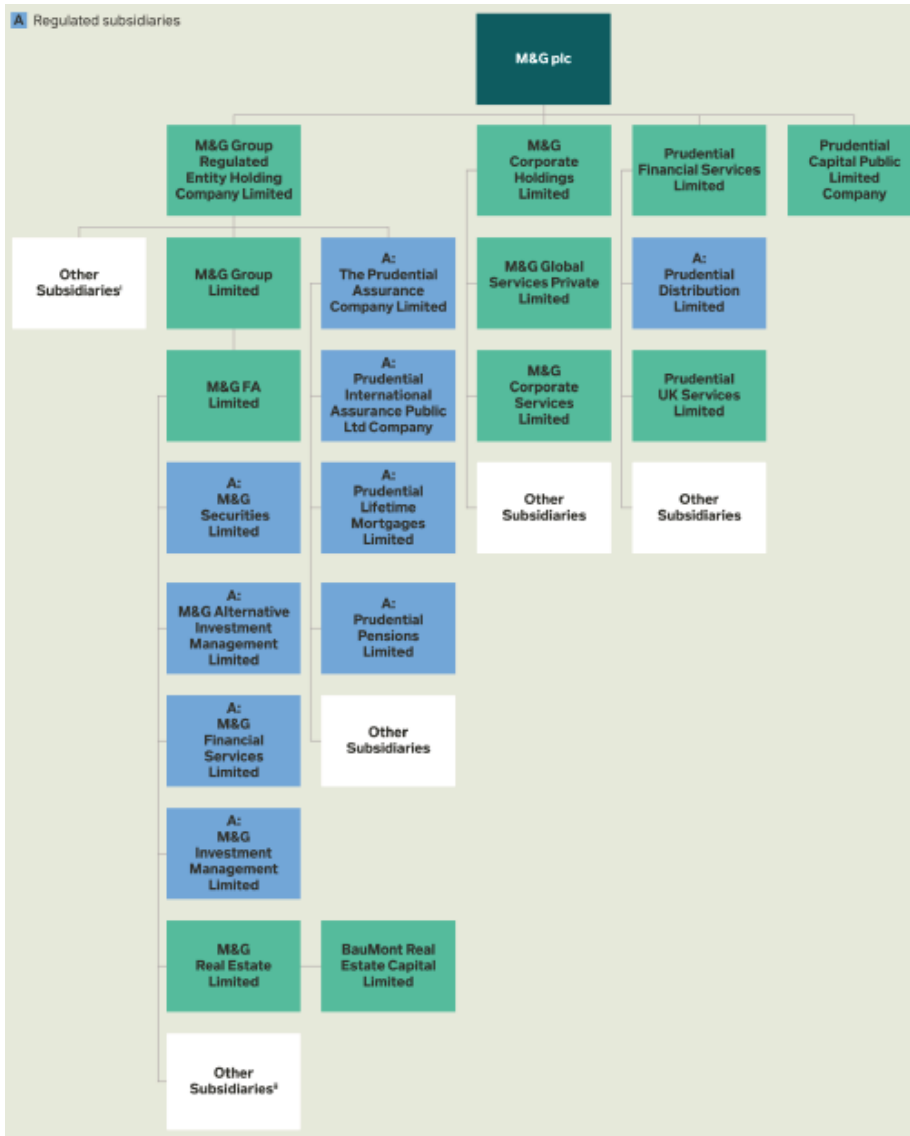 A Regulated subsidiaries
M&G plc
M&G Group
Regulated
Entity Holding
Company Limited
M&G
Corporate
Holdings
Limited
Prudential
Financial Services
Limited
Prudential
Capital Public
Limited
Company
Other
Subsidiariesⁱ
M&G Group
Limited
A:
The Prudential
Assurance
Company Limited
M&G Global
Services Private
Limited
A:
Prudential
Distribution
Limited
M&G FA
Limited
A:
Prudential
International
Assurance Public
Ltd Company
M&G
Corporate
Services
Limited
Prudential
UK Services
Limited
A:
M&G
Securities
Limited
A:
Prudential
Lifetime
Mortgages
Limited
Other
Subsidiaries
Other
Subsidiaries
A:
M&G Alternative
Investment
Management
Limited
A:
Prudential
Pensions
Limited
A:
M&G
Financial
Services
Limited
Other
Subsidiaries
A:
M&G
Investment
Management
Limited
M&G
Real Estate
Limited
BauMont Real
Estate Capital
Limited
Other
Subsidiariesⁱⁱ